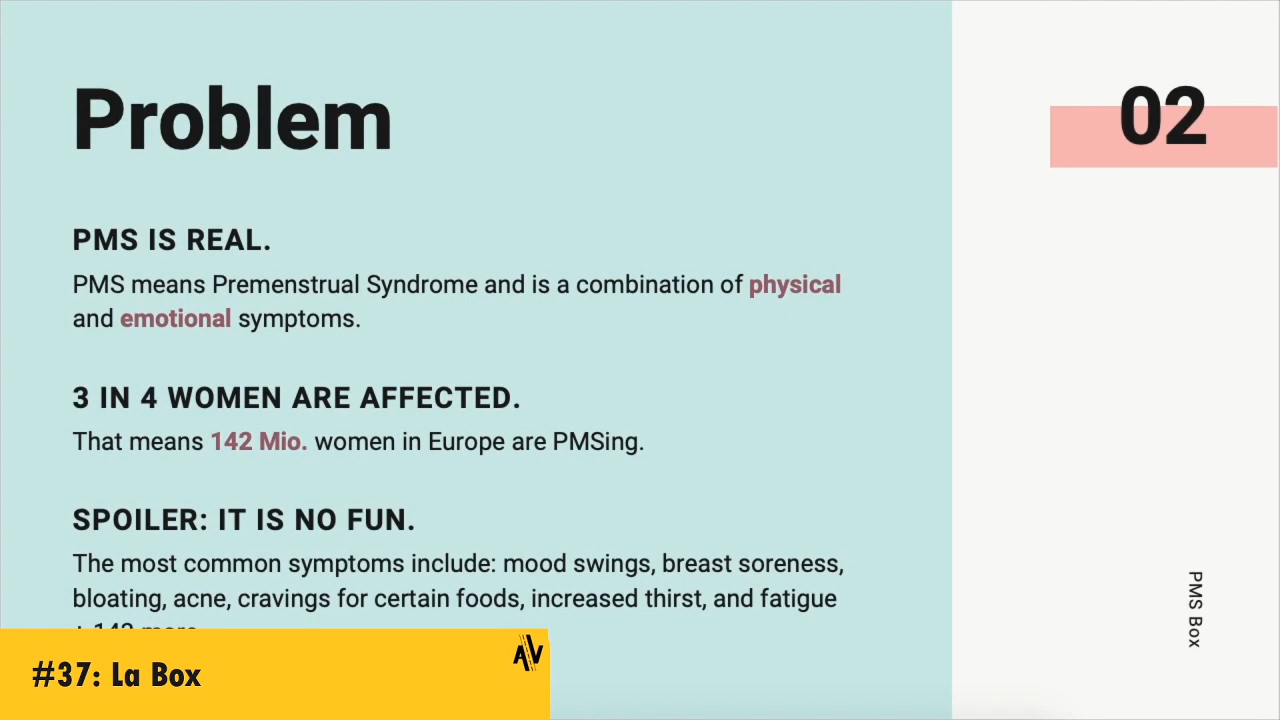 Problem
02
PMS IS REAL.
PMS means Premenstrual Syndrome and is a combination of physical
and emotional symptoms.
3 IN 4 WOMEN ARE AFFECTED.
That means 142 Mio. women in Europe are PMSing.
SPOILER: IT IS NO FUN.
The most common symptoms include: mood swings, breast soreness,
bloating, acne, cravings for certain foods, increased thirst, and fatigue
+ 142 more
PMS Box
#37: La Box
AV